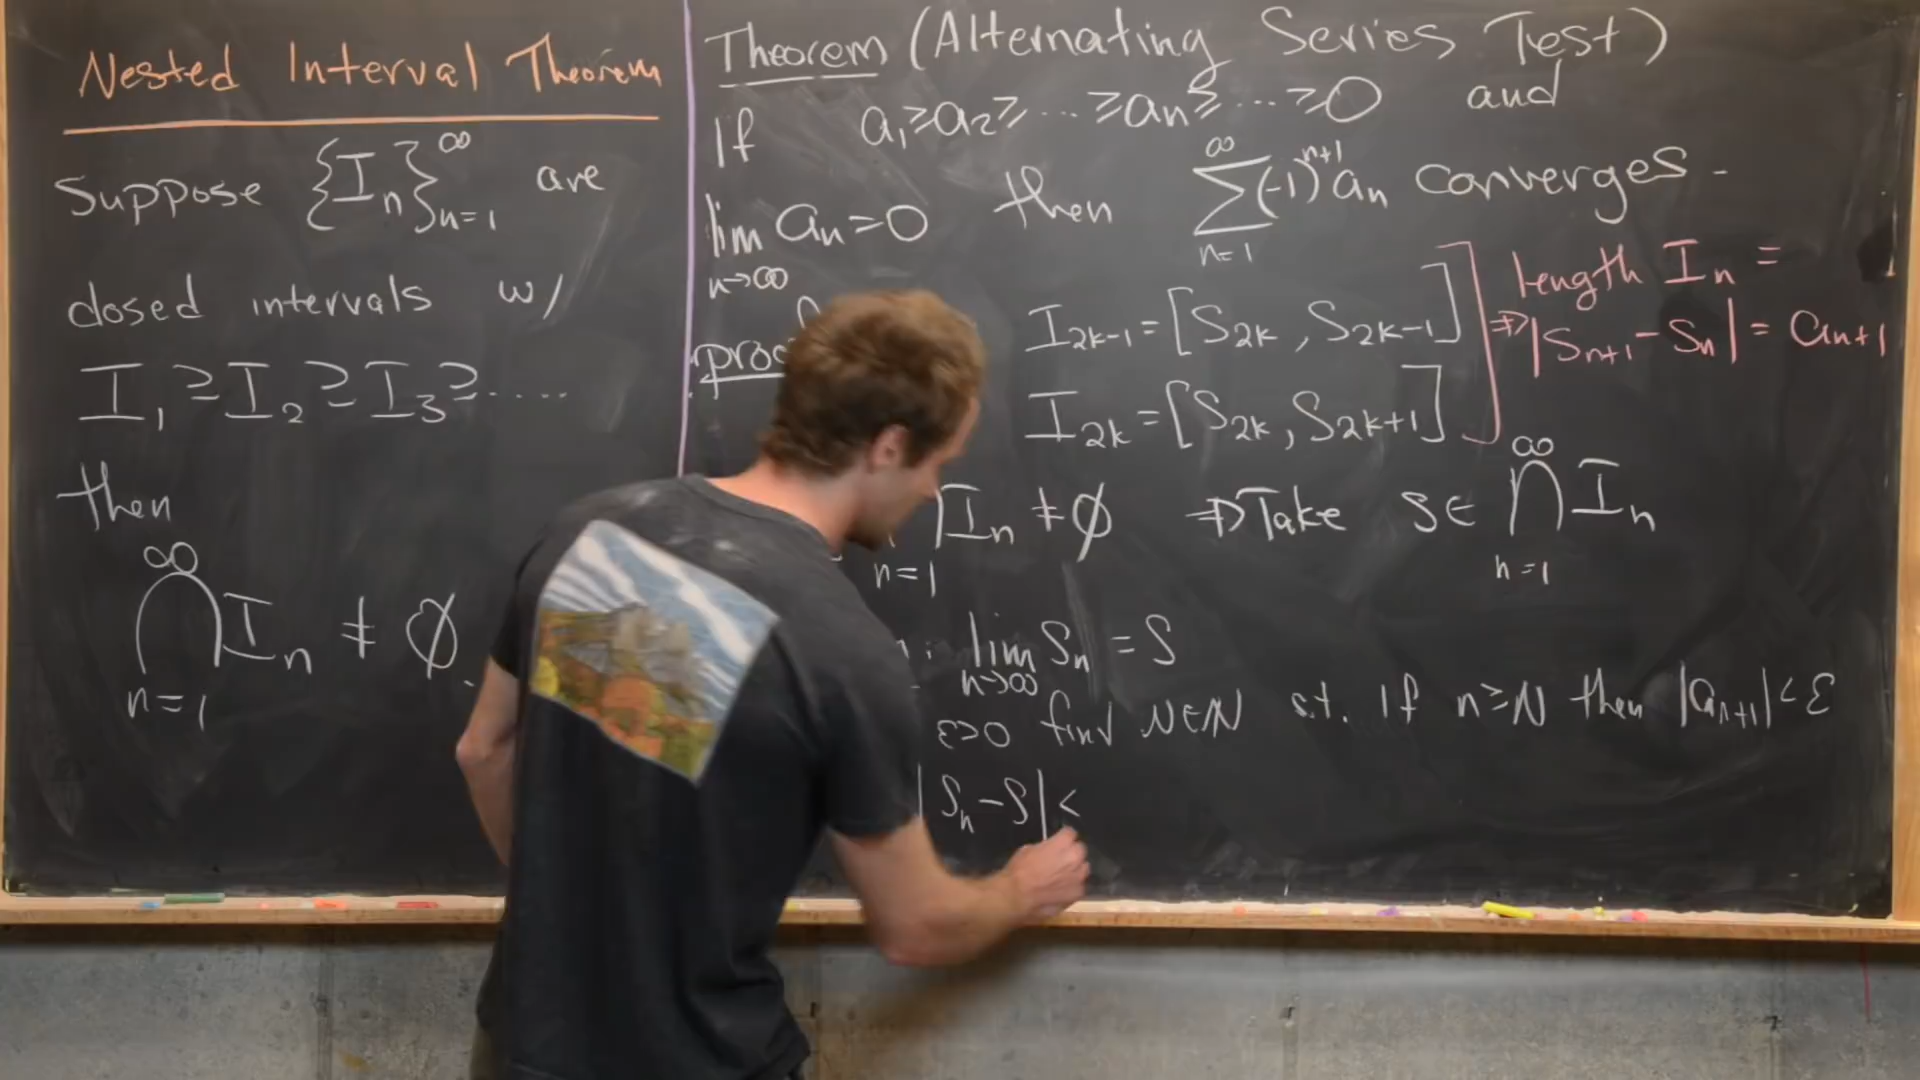 Nested Interval Theorem
Suppose {I_n}_{n=1}^∞ are
closed intervals w/
I_1 ⊇ I_2 ⊇ I_3 ⊇ ....
then
∞
⋂ I_n ≠ ∅.
n=1
Theorem (Alternating Series Test)
If a_1 ≥ a_2 ≥ ... ≥ a_n ≥ ... ≥ 0 and
lim_{n→∞} a_n = 0 then ∑_{n=1}^∞ (-1)^{n+1} a_n converges.
I_{2k-1} = [S_{2k}, S_{2k-1}]
I_{2k} = [S_{2k}, S_{2k+1}]
⇒ length I_n =
|S_{n+1} - S_n| = a_{n+1}
I_n ≠ ∅ ⇒ Take S ∈ ⋂_{n=1}^∞ I_n
n=1
lim_{n→∞} S_n = S
ε>0 find N∈ℕ s.t. if n≥N then |a_{n+1}| < ε
|S_n - S| <